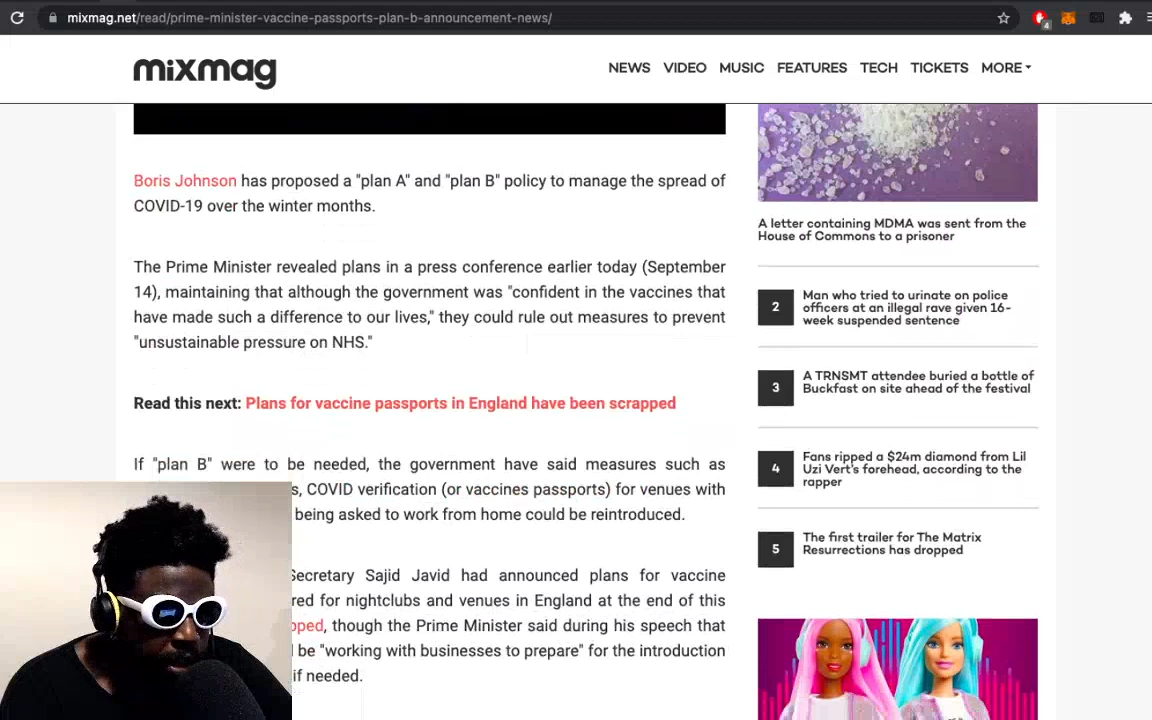 mixmag.net/read/prime-minister-vaccine-passports-plan-b-announcement-news/
4
mixmag
NEWS VIDEO MUSIC FEATURES TECH TICKETS MORE
Boris Johnson has proposed a "plan A" and "plan B" policy to manage the spread of
COVID-19 over the winter months.
The Prime Minister revealed plans in a press conference earlier today (September
14), maintaining that although the government was "confident in the vaccines that
have made such a difference to our lives," they could rule out measures to prevent
"unsustainable pressure on NHS."
Read this next: Plans for vaccine passports in England have been scrapped
If "plan B" were to be needed, the government have said measures such as
s, COVID verification (or vaccines passports) for venues with
being asked to work from home could be reintroduced.
Secretary Sajid Javid had announced plans for vaccine
red for nightclubs and venues in England at the end of this
pped, though the Prime Minister said during his speech that
be "working with businesses to prepare" for the introduction
if needed.
A letter containing MDMA was sent from the
House of Commons to a prisoner
2
Man who tried to urinate on police
officers at an illegal rave given 16-
week suspended sentence
3
A TRNSMT attendee buried a bottle of
Buckfast on site ahead of the festival
4
Fans ripped a $24m diamond from Lil
Uzi Vert's forehead, according to the
rapper
5
The first trailer for The Matrix
Resurrections has dropped